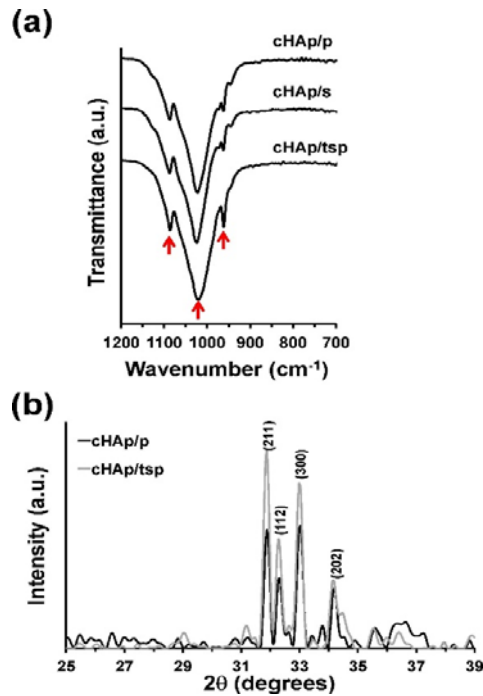 (a)
cHAp/p
cHAp/s
cHAp/tsp
Transmittance (a.u.)
1200 1100 1000 900 800 700
Wavenumber (cm⁻¹)
(b)
cHAp/p
cHAp/tsp
(211)
(112)
(300)
(202)
Intensity (a.u.)
25 27 29 31 33 35 37 39
2θ (degrees)